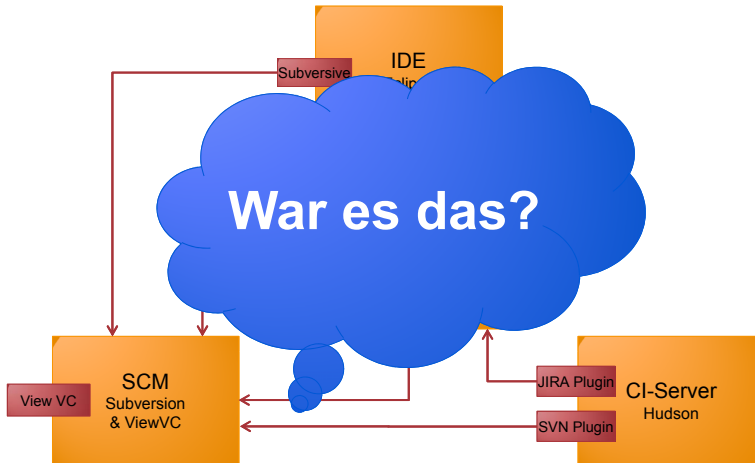 IDE
Subversive
War es das?
SCM
Subversion
& ViewVC
View VC
JIRA Plugin
SVN Plugin
CI-Server
Hudson